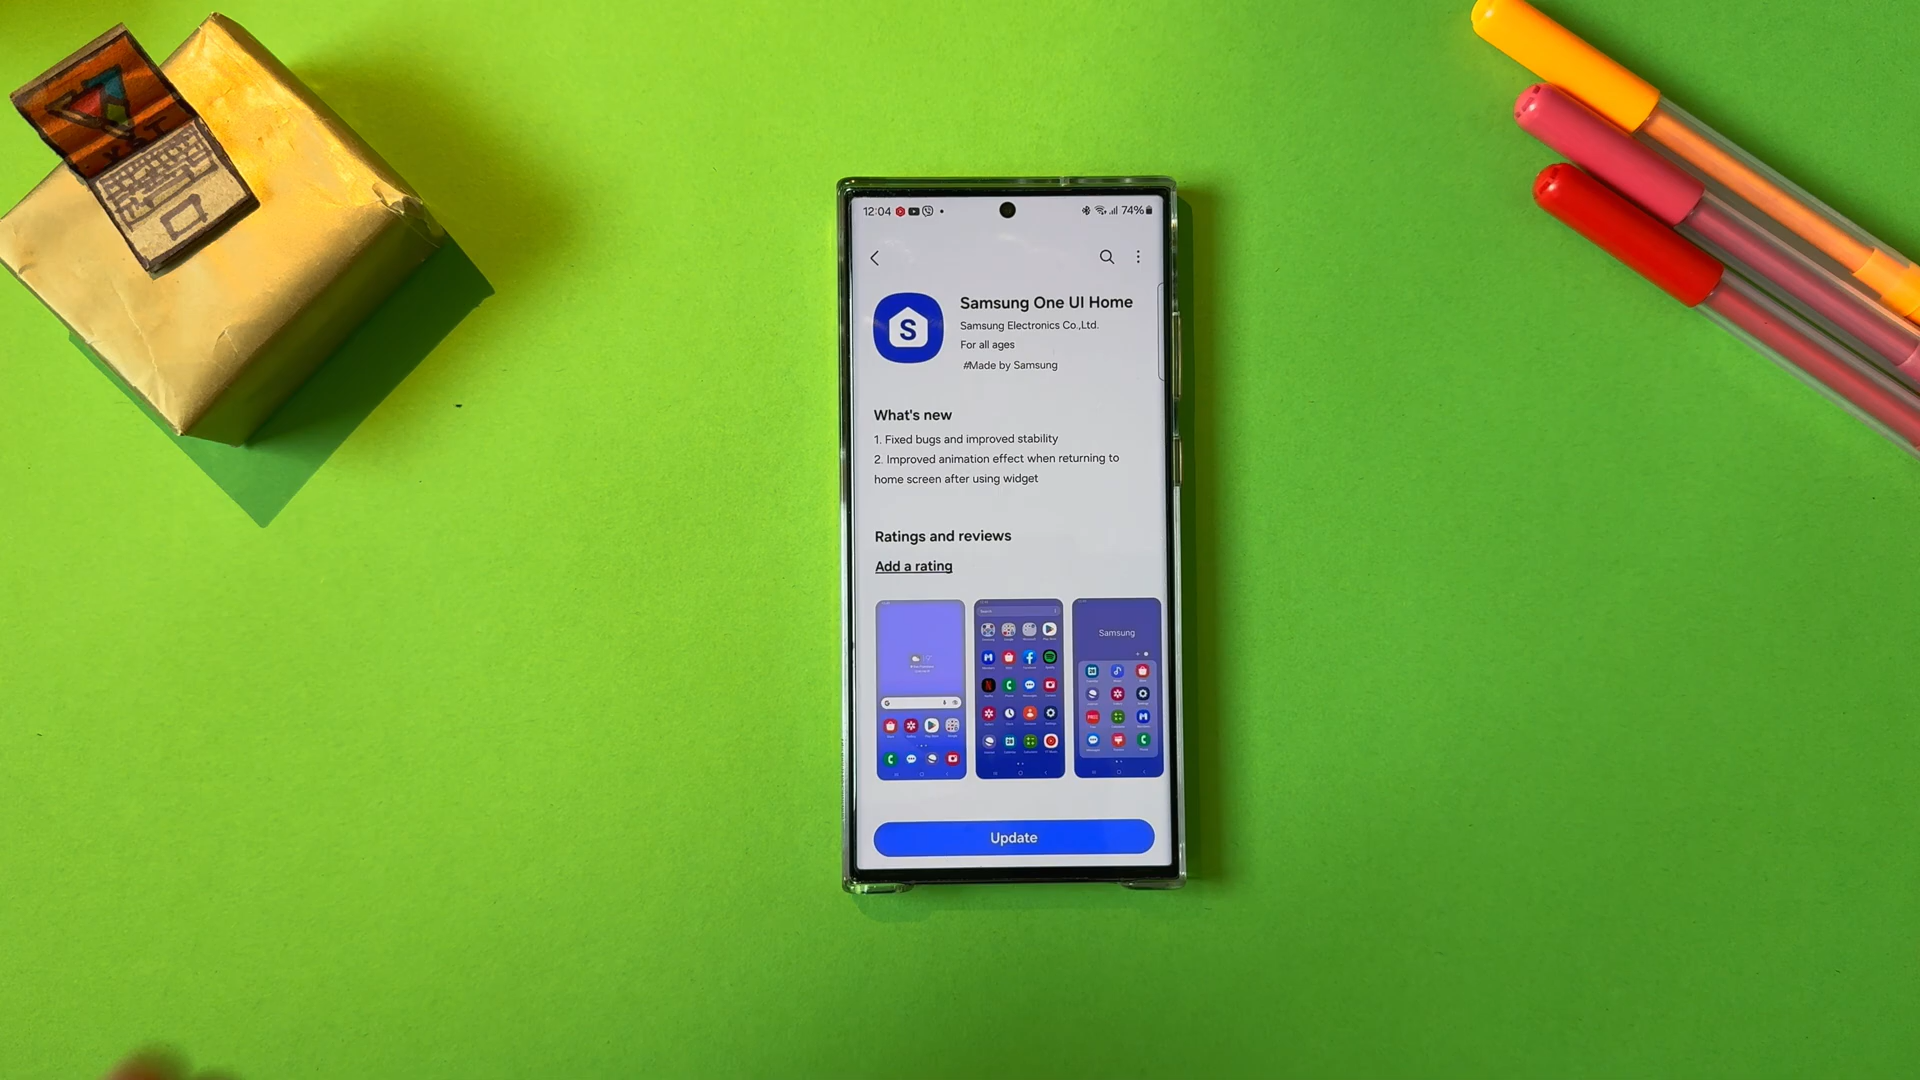 12:04
74%
Samsung One UI Home
Samsung Electronics Co.,Ltd.
For all ages
#Made by Samsung
What's new
1. Fixed bugs and improved stability
2. Improved animation effect when returning to
home screen after using widget
Ratings and reviews
Add a rating
Samsung
Update